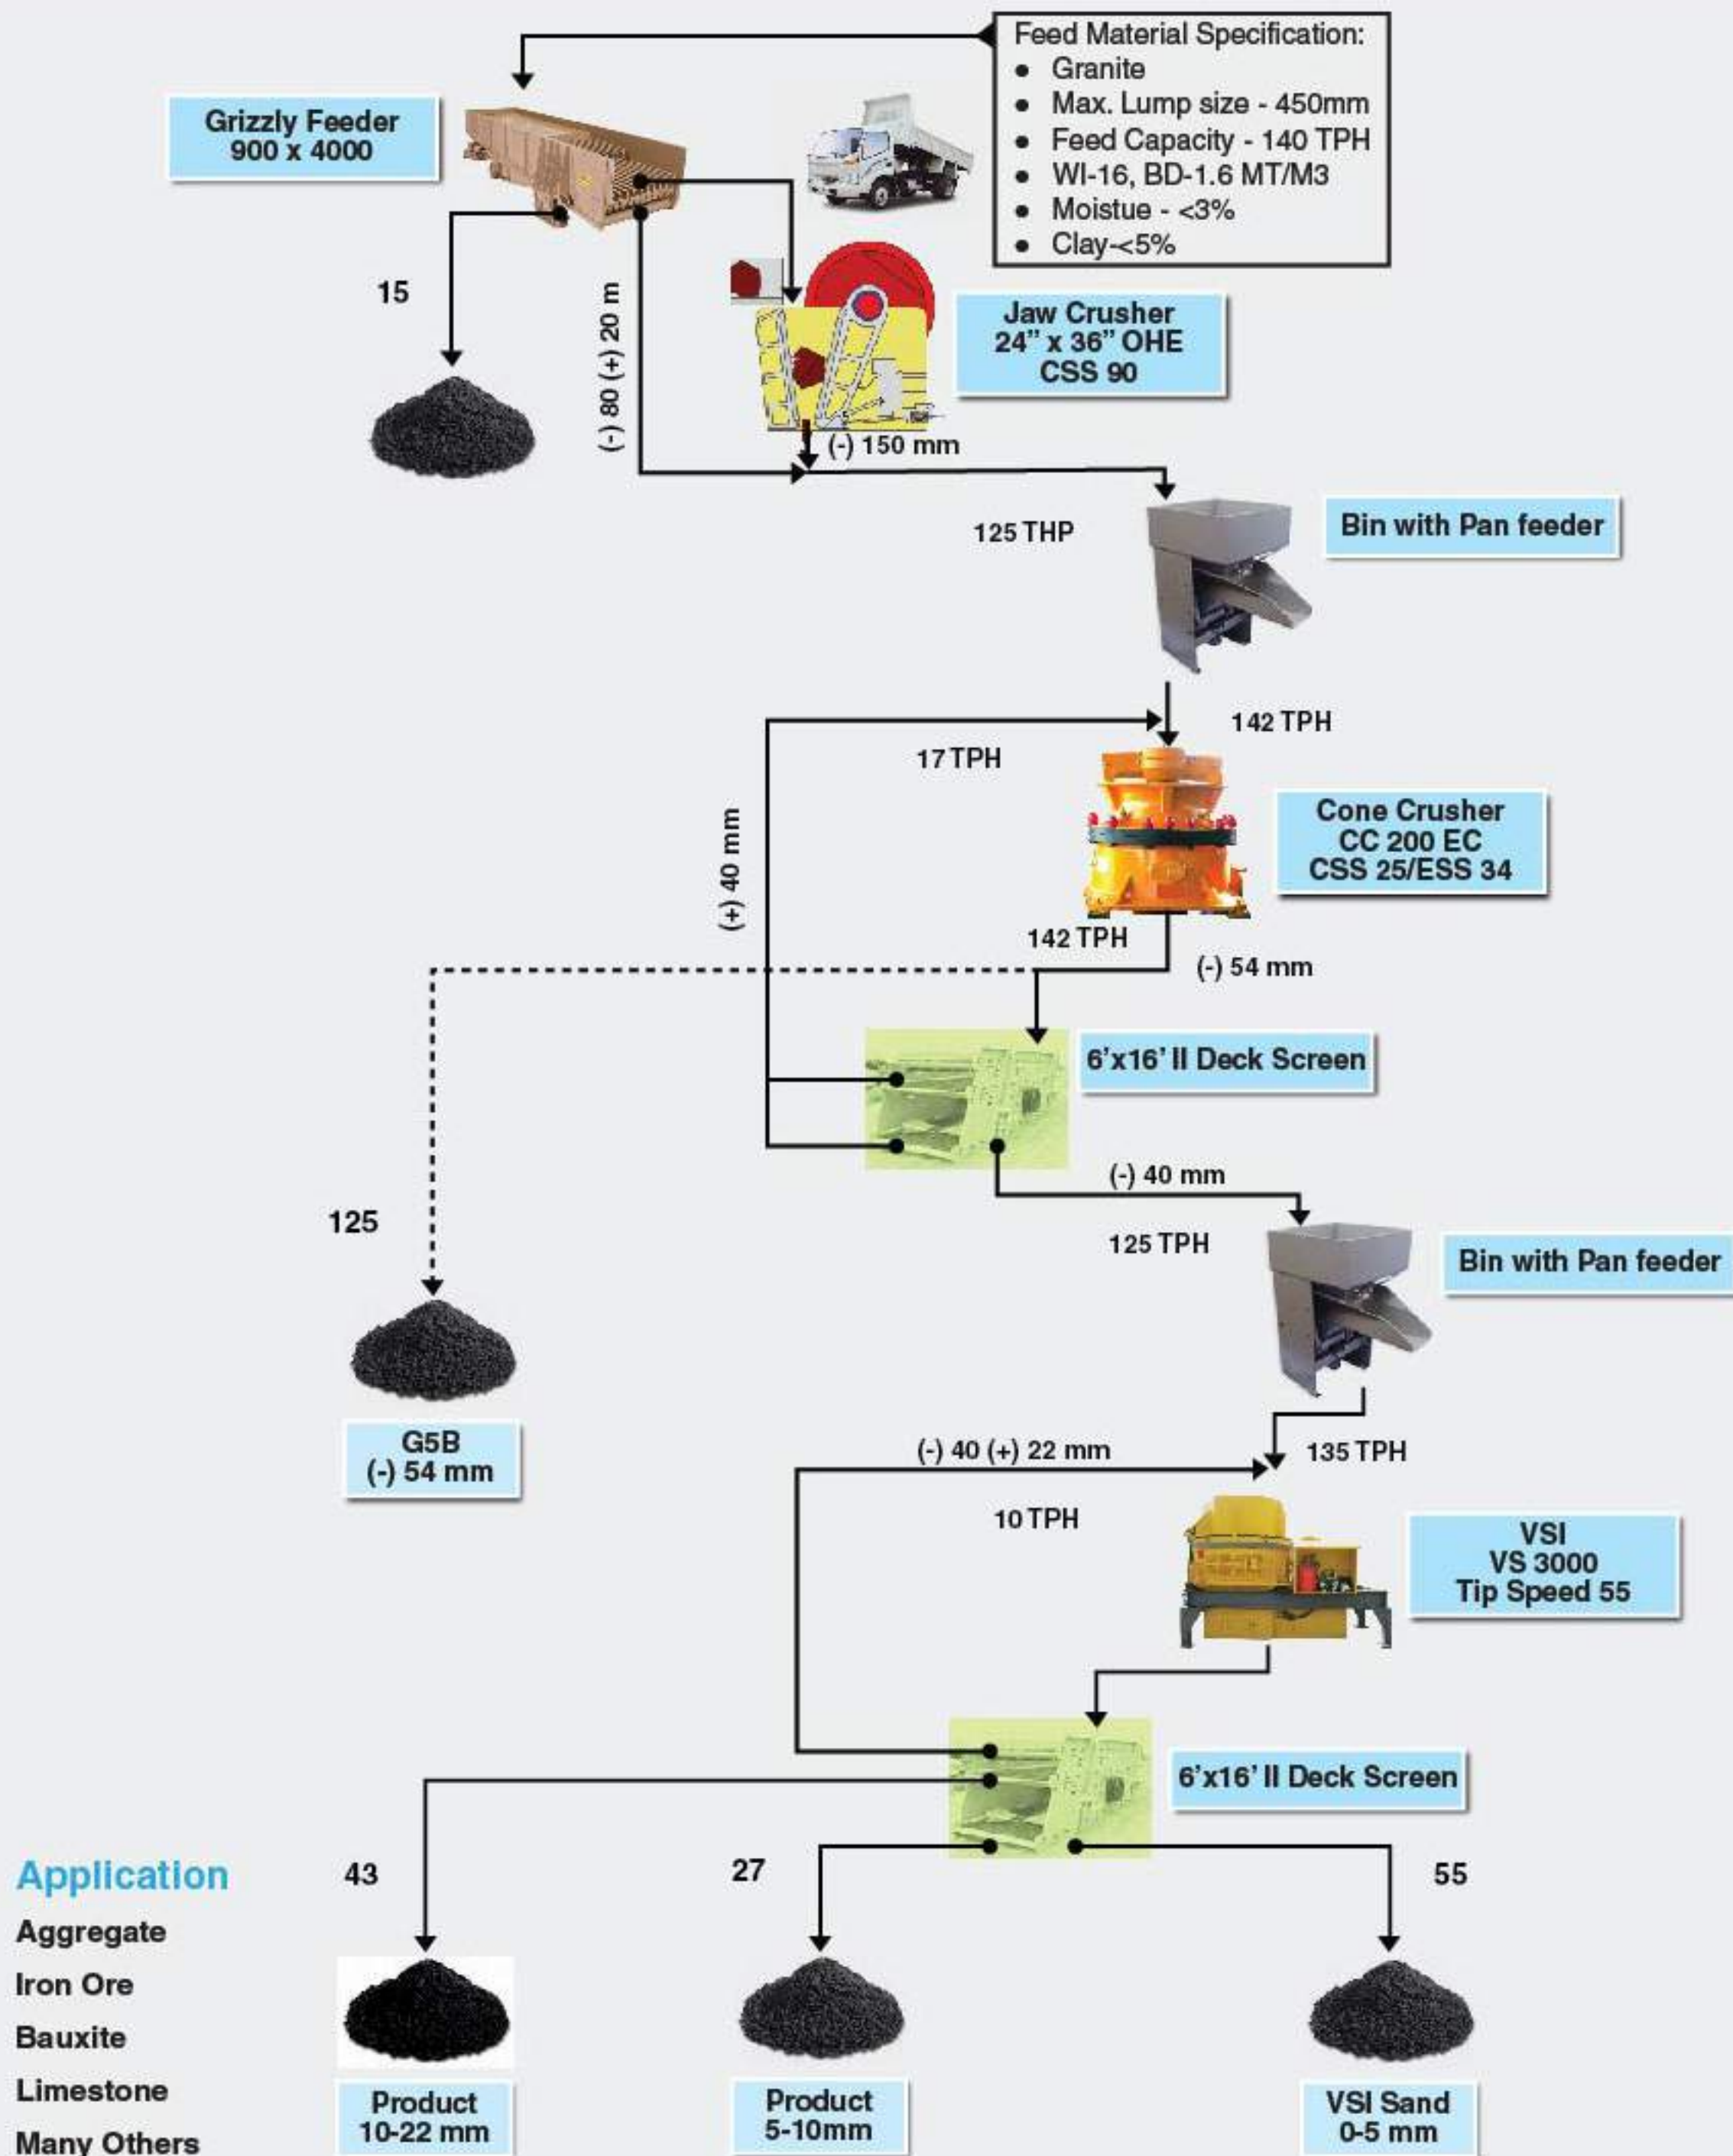 Feed Material Specification:
● Granite
● Max. Lump size - 450mm
● Feed Capacity - 140 TPH
● WI-16, BD-1.6 MT/M3
● Moistue - <3%
● Clay-<5%
Grizzly Feeder
900 x 4000
15
(-) 80 (+) 20 m
Jaw Crusher
24” x 36” OHE
CSS 90
(-) 150 mm
125 THP
Bin with Pan feeder
142 TPH
17 TPH
(+) 40 mm
Cone Crusher
CC 200 EC
CSS 25/ESS 34
142 TPH
(-) 54 mm
6’x16’ II Deck Screen
(-) 40 mm
125
125 TPH
Bin with Pan feeder
G5B
(-) 54 mm
(-) 40 (+) 22 mm
135 TPH
10 TPH
VSI
VS 3000
Tip Speed 55
6’x16’ II Deck Screen
Application
Aggregate
Iron Ore
Bauxite
Limestone
Many Others
43
27
55
Product
10-22 mm
Product
5-10mm
VSI Sand
0-5 mm